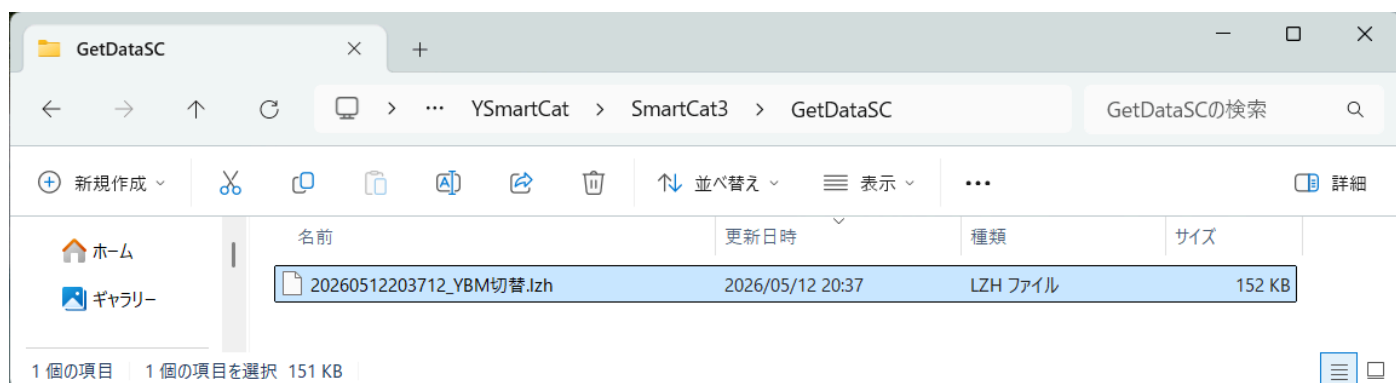 GetDataSC
… YSmartCat > SmartCat3 > GetDataSC GetDataSCの検索
新規作成 並べ替え 表示 … 詳細
ホーム
ギャラリー
名前 更新日時 種類 サイズ
20260512203712_YBM切替.lzh 2026/05/12 20:37 LZH ファイル 152 KB
1 個の項目 1 個の項目を選択 151 KB